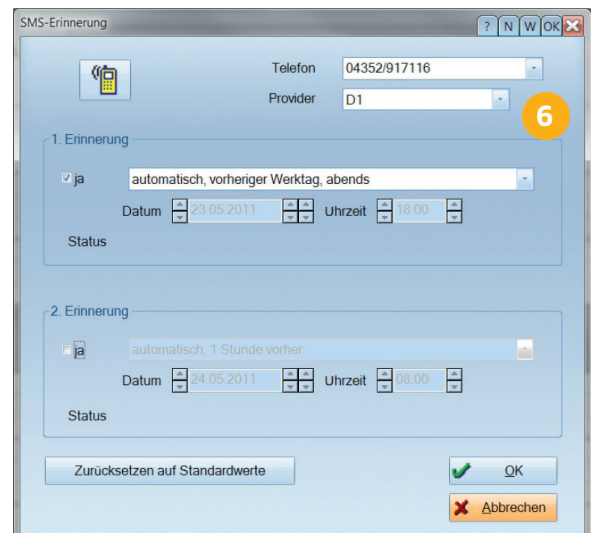 SMS-Erinnerung ? N W OK
Telefon 04352/917116
Provider D1
6
1. Erinnerung
ja automatisch, vorheriger Werktag, abends
Datum 23.05.2011 Uhrzeit 18:00
Status
2. Erinnerung
ja automatisch, 1 Stunde vorher
Datum 24.05.2011 Uhrzeit 08:00
Status
Zurücksetzen auf Standardwerte OK
Abbrechen